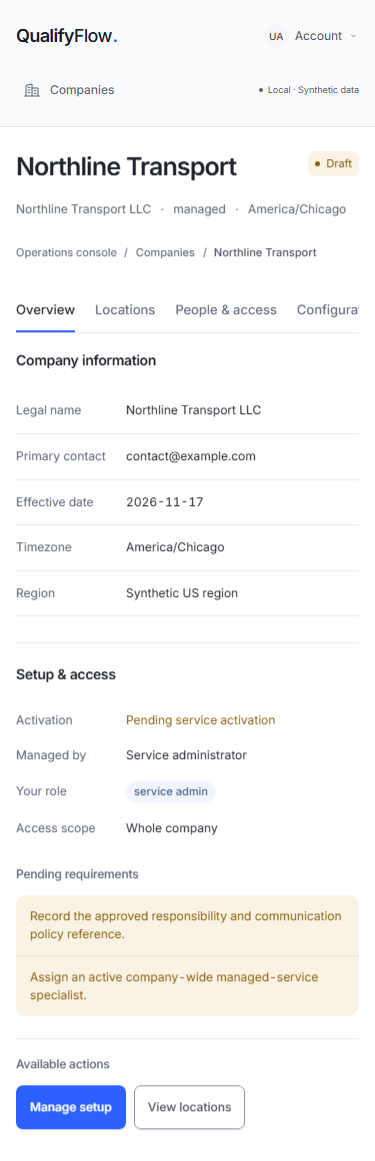 QualifyFlow.
UA Account
Companies
Local · Synthetic data
Northline Transport
Draft
Northline Transport LLC · managed · America/Chicago
Operations console / Companies / Northline Transport
Overview Locations People & access Configura
Company information
Legal name Northline Transport LLC
Primary contact contact@example.com
Effective date 2026-11-17
Timezone America/Chicago
Region Synthetic US region
Setup & access
Activation Pending service activation
Managed by Service administrator
Your role service admin
Access scope Whole company
Pending requirements
Record the approved responsibility and communication
policy reference.
Assign an active company-wide managed-service
specialist.
Available actions
Manage setup View locations